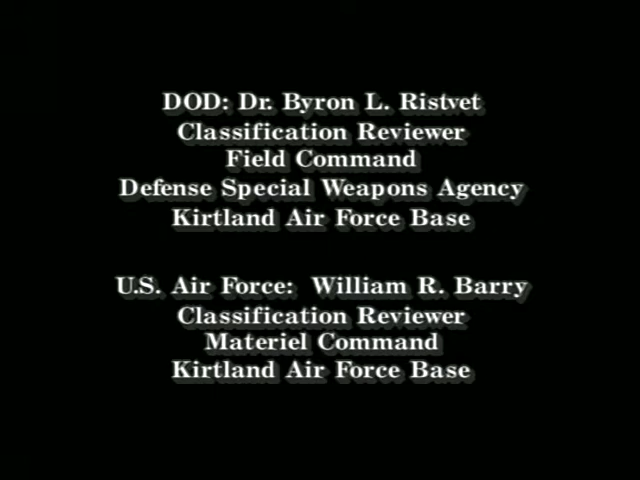 DOD: Dr. Byron L. Ristvet
Classification Reviewer
Field Command
Defense Special Weapons Agency
Kirtland Air Force Base
U.S. Air Force: William R. Barry
Classification Reviewer
Materiel Command
Kirtland Air Force Base